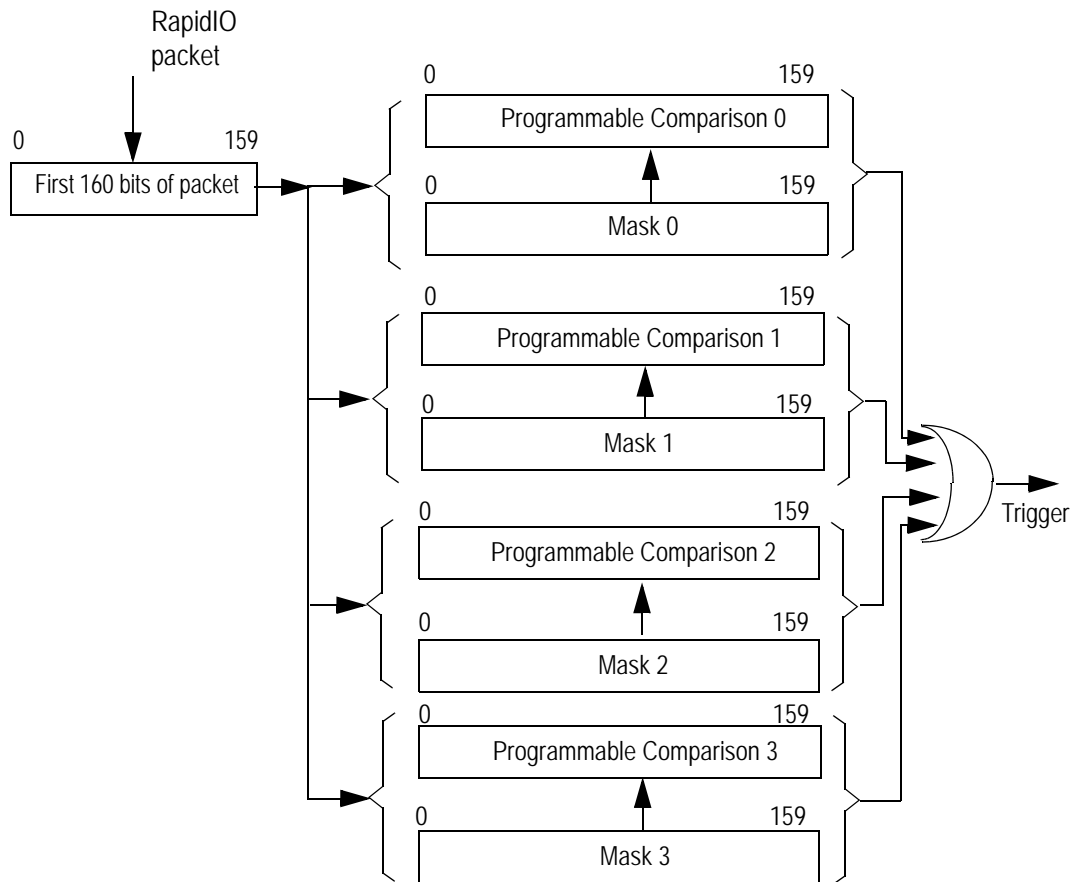 RapidIO
packet
0 159
First 160 bits of packet
0 159
Programmable Comparison 0
0 159
Mask 0
0 159
Programmable Comparison 1
0 159
Mask 1
0 159
Programmable Comparison 2
0 159
Mask 2
0 159
Programmable Comparison 3
0 159
Mask 3
Trigger